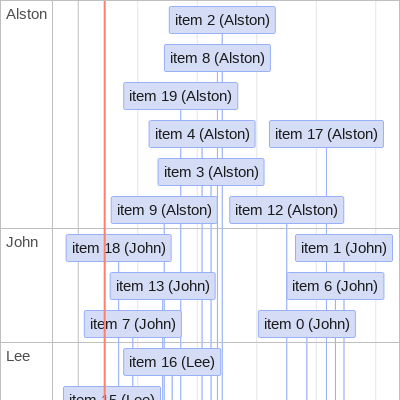 Alston
item 2 (Alston)
item 8 (Alston)
item 19 (Alston)
item 4 (Alston)
item 17 (Alston)
item 3 (Alston)
item 9 (Alston)
item 12 (Alston)
John
item 18 (John)
item 1 (John)
item 13 (John)
item 6 (John)
item 7 (John)
item 0 (John)
Lee
item 16 (Lee)
item 15 (Lee)